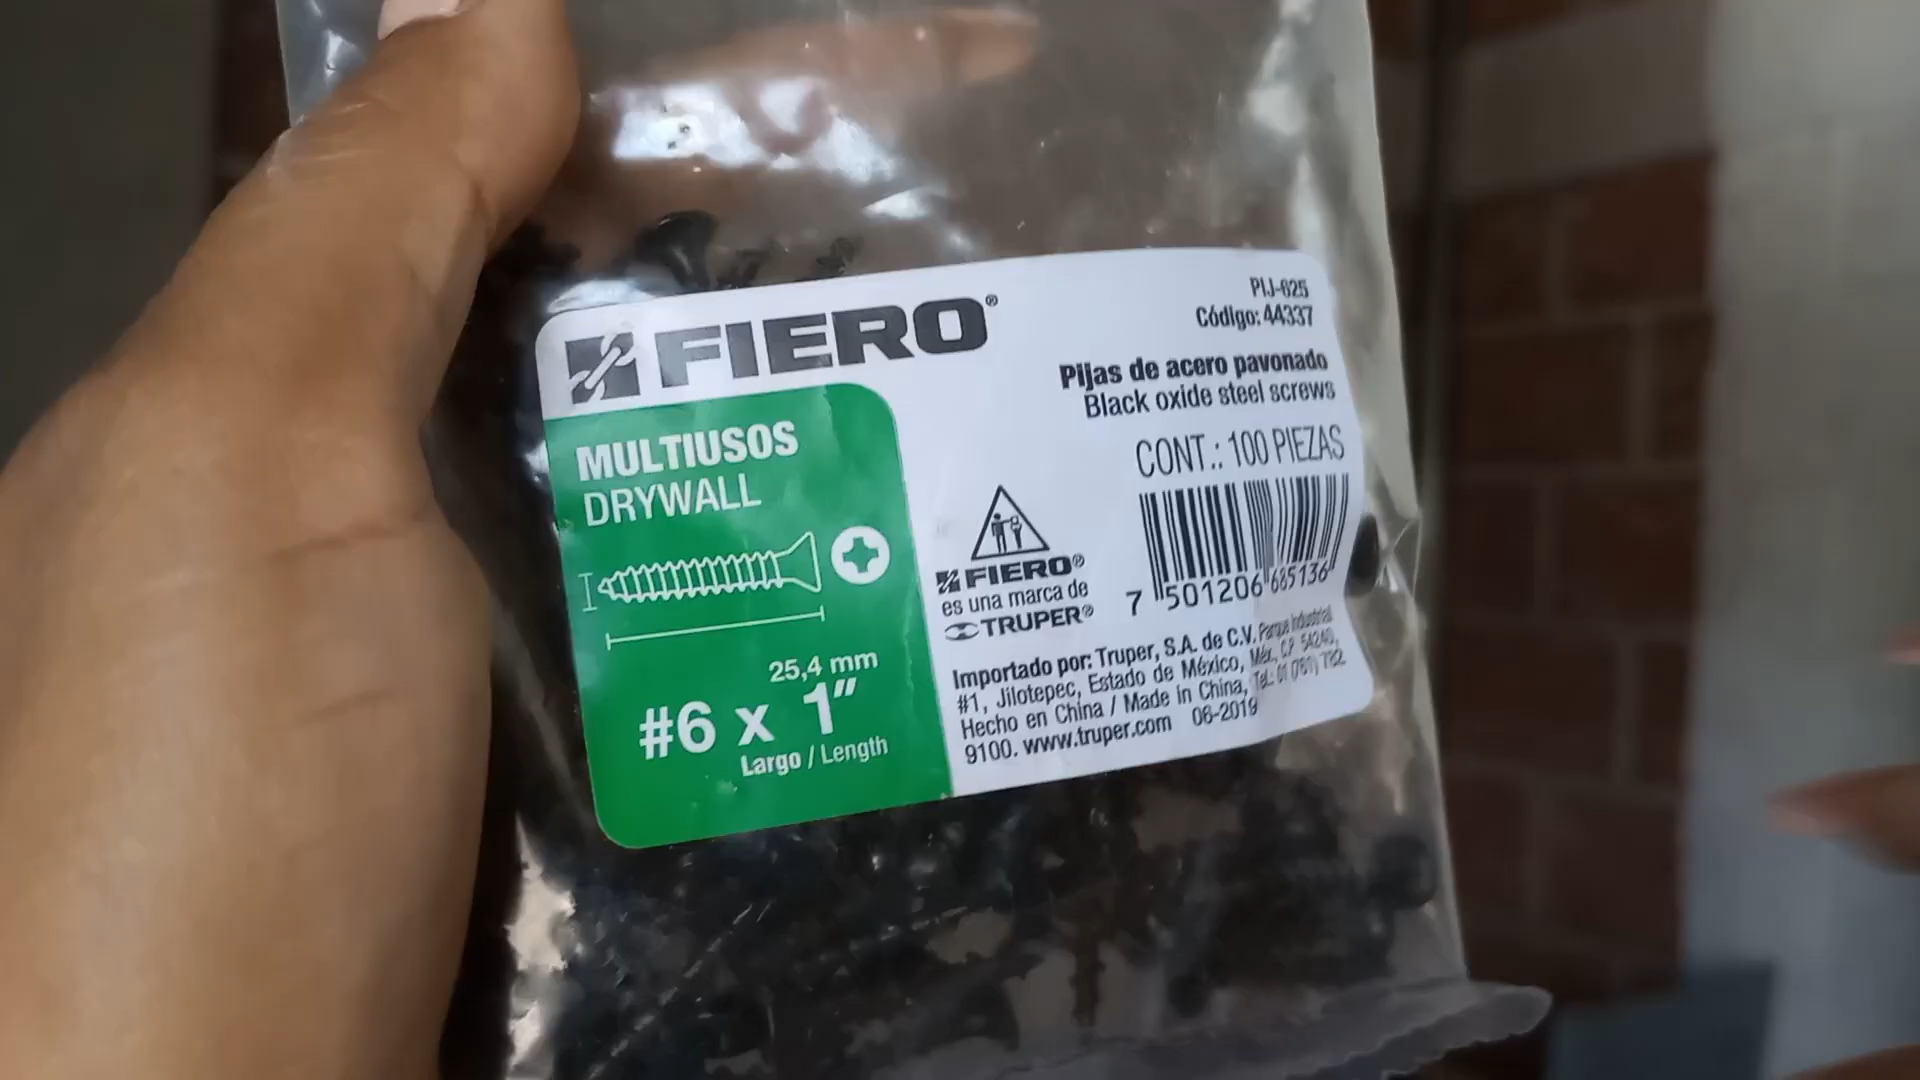 FIERO®
PIJ-625
Código: 44337
Pijas de acero pavonado
Black oxide steel screws
CONT.: 100 PIEZAS
MULTIUSOS
DRYWALL
25,4 mm
#6 x 1"
Largo / Length
FIERO®
es una marca de
TRUPER®
7 501206 685136
Importado por: Truper, S.A. de C.V. Parque Industrial
#1, Jilotepec, Estado de México, Méx. C.P. 54240,
Hecho en China / Made in China, Tel.: 01 (761) 782
9100. www.truper.com 06-2019